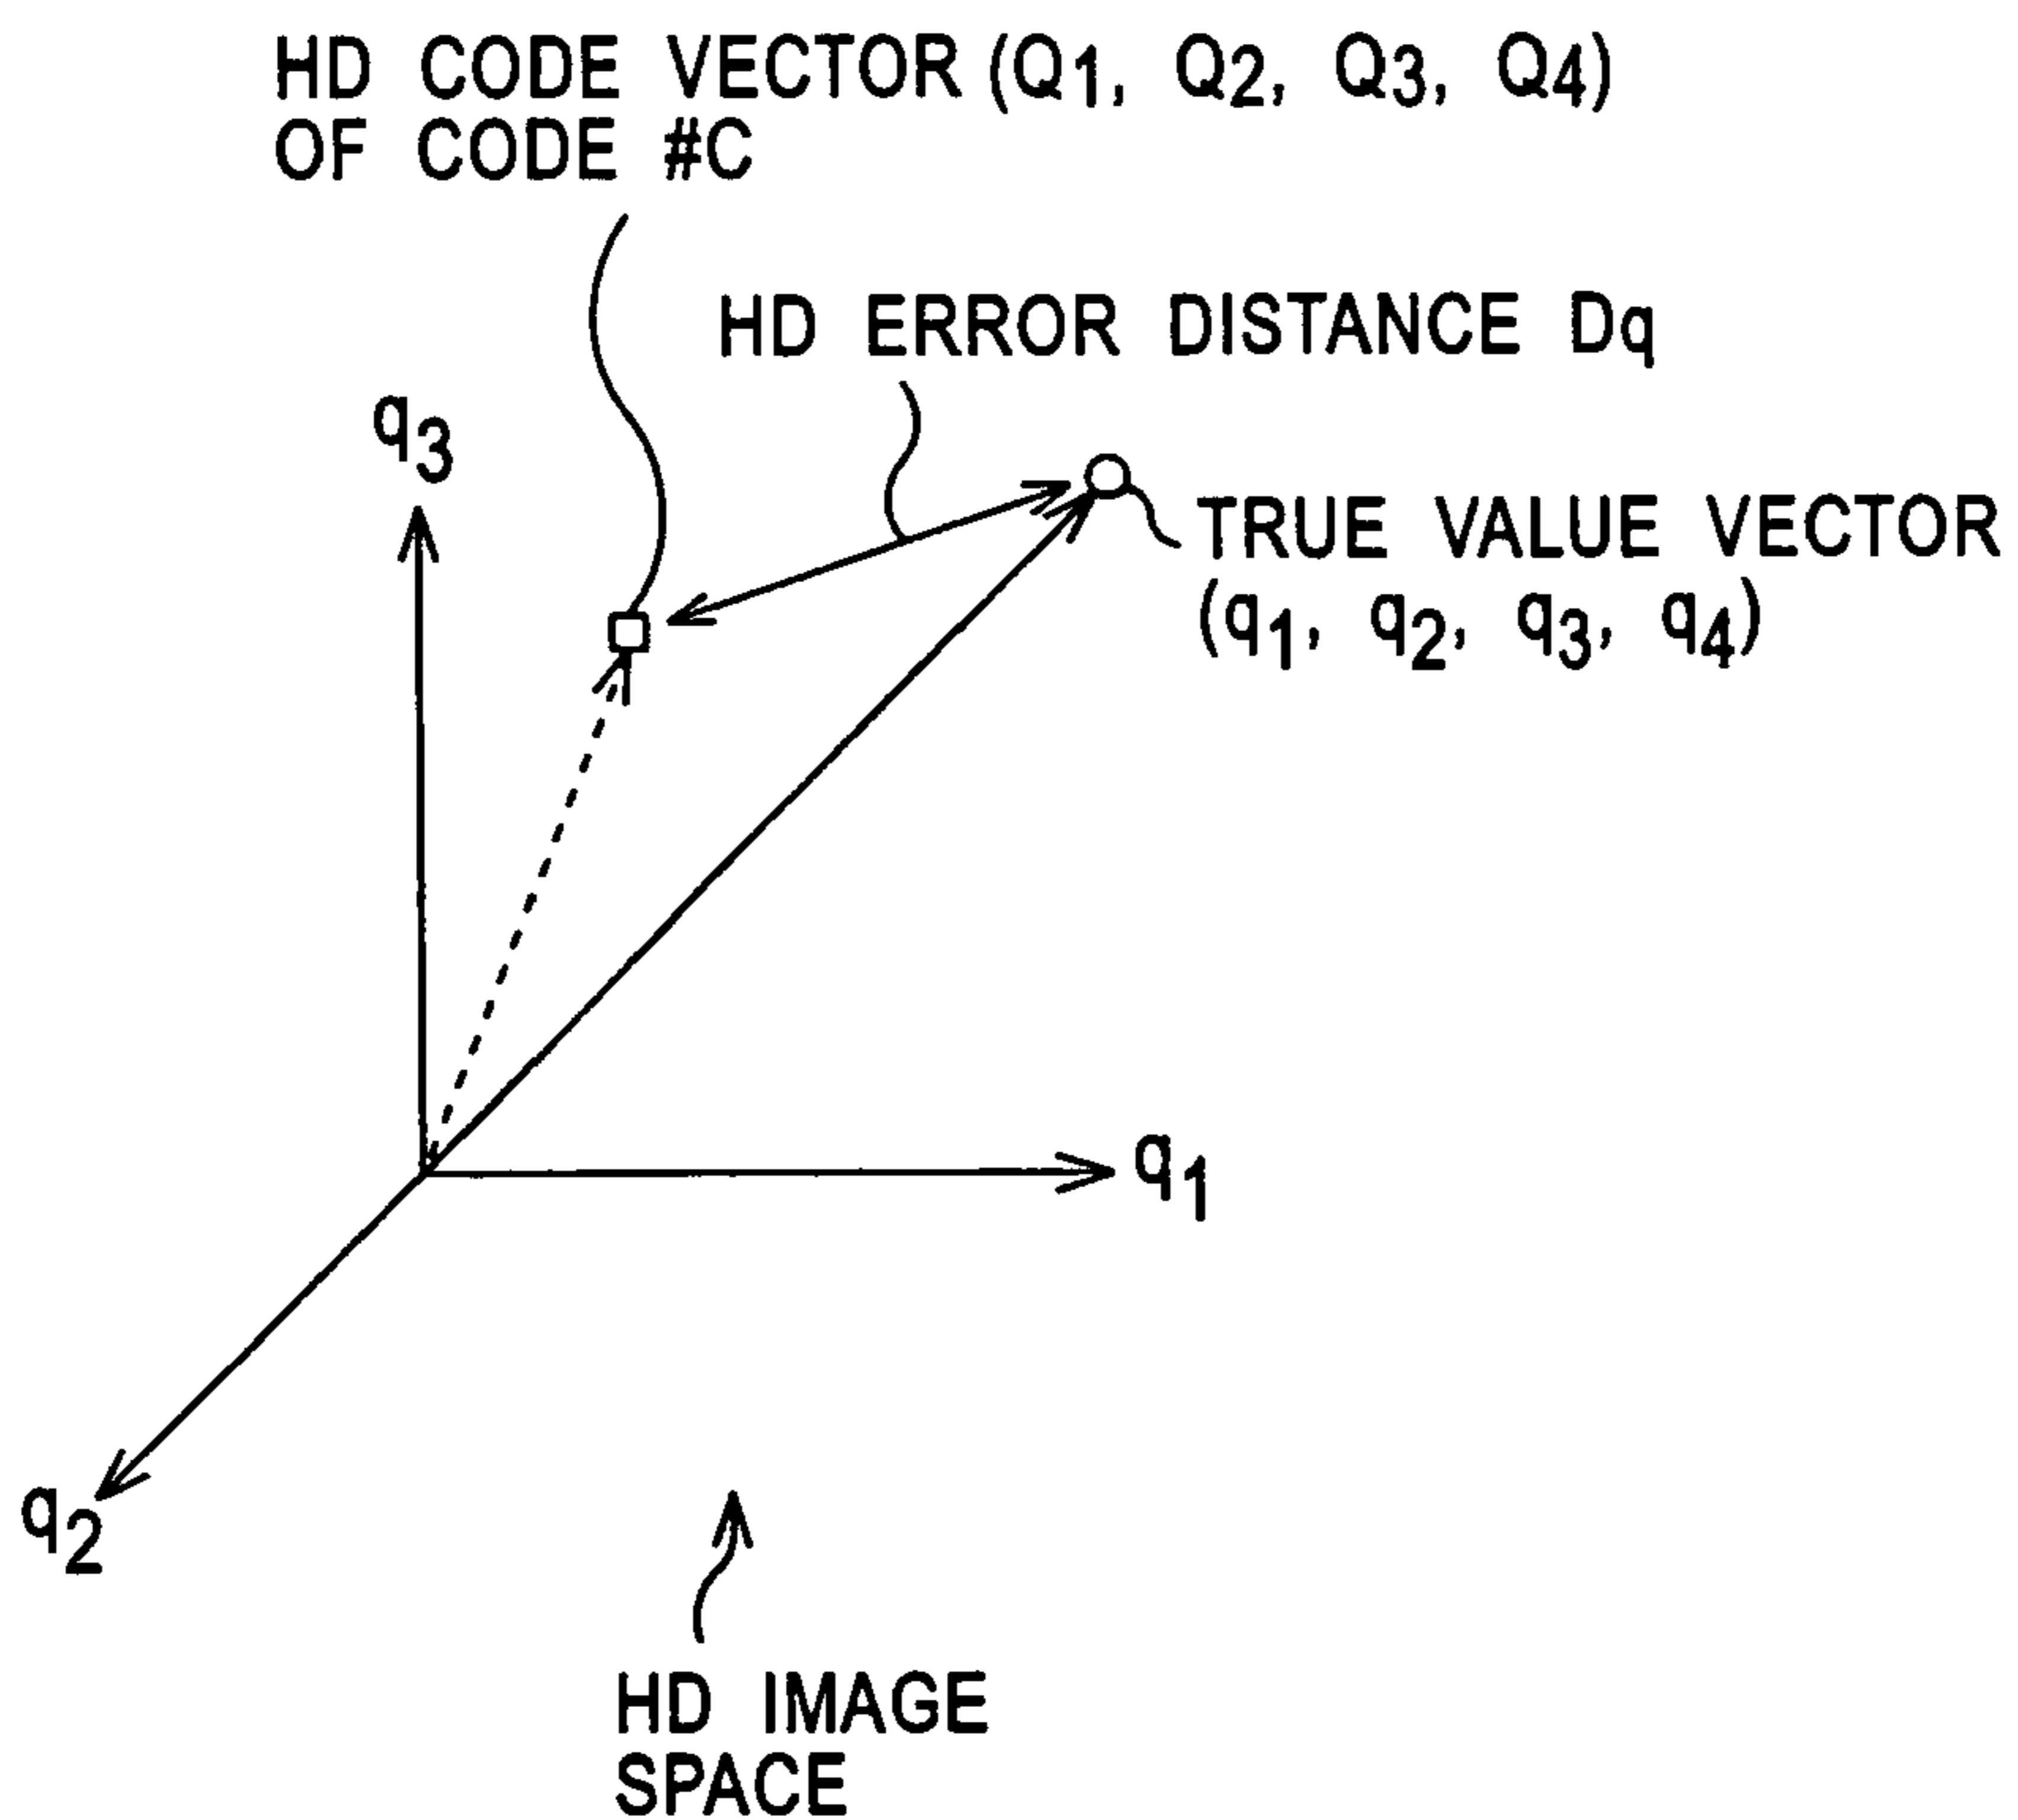 HD CODE VECTOR (Q1, Q2, Q3, Q4)
OF CODE #C
HD ERROR DISTANCE Dq
q3
TRUE VALUE VECTOR
(q1, q2, q3, q4)
q1
q2
HD IMAGE
SPACE